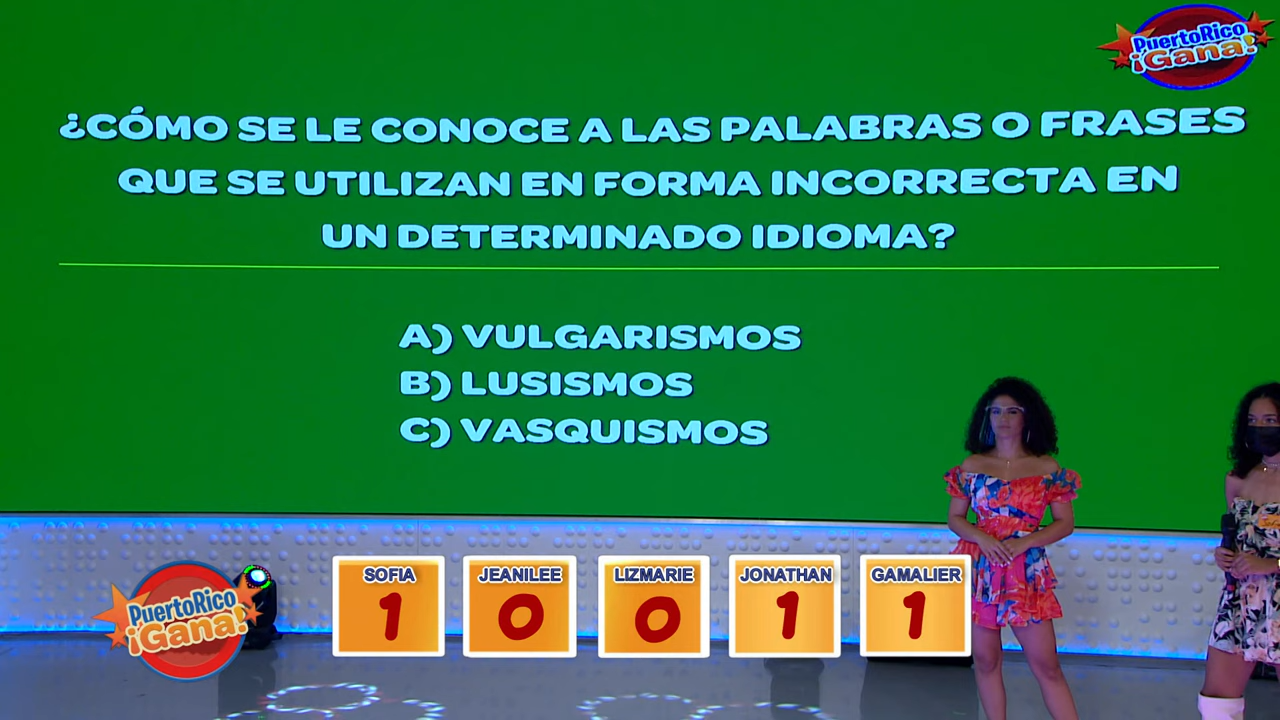 PuertoRico
¡Gana!
¿CÓMO SE LE CONOCE A LAS PALABRAS O FRASES
QUE SE UTILIZAN EN FORMA INCORRECTA EN
UN DETERMINADO IDIOMA?
A) VULGARISMOS
B) LUSISMOS
C) VASQUISMOS
PuertoRico
¡Gana!
SOFIA JEANILEE LIZMARIE JONATHAN GAMALIER
1 0 0 1 1